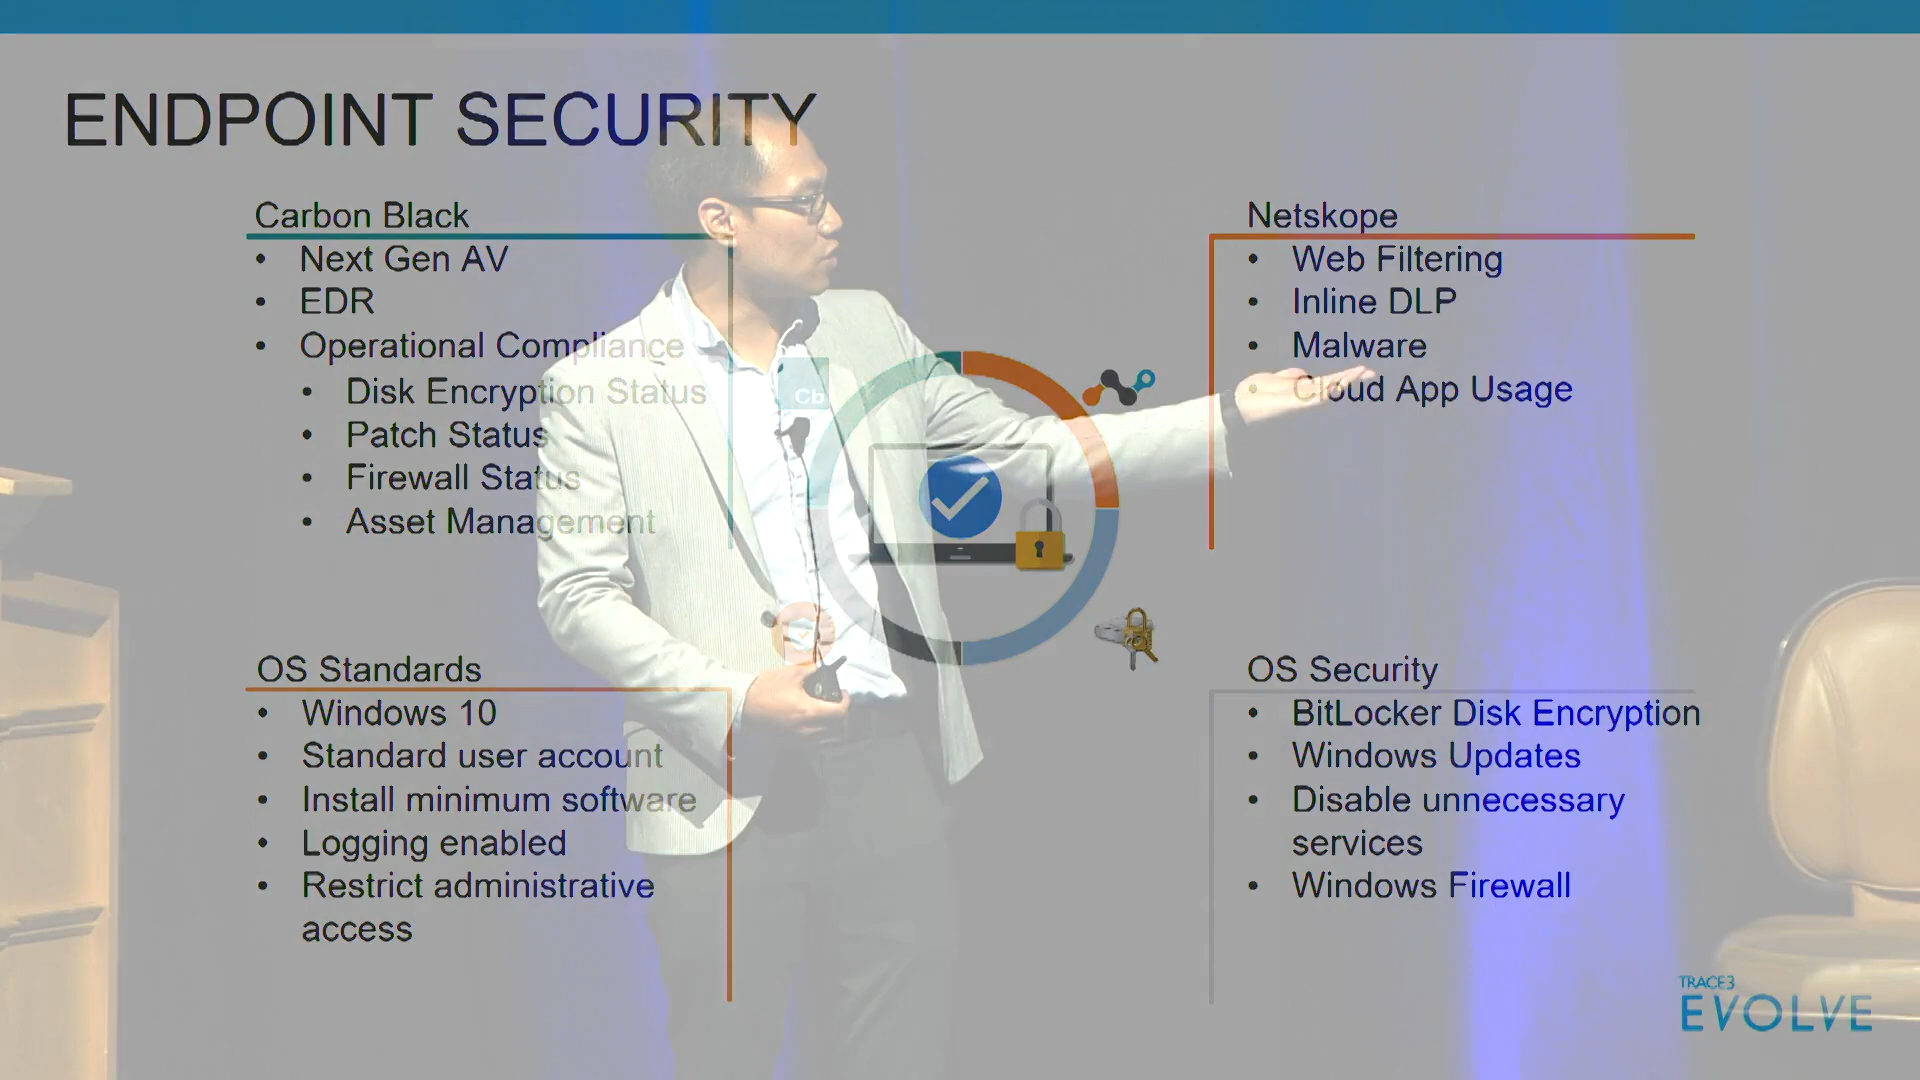 ENDPOINT SECURITY
Carbon Black
• Next Gen AV
• EDR
• Operational Compliance
• Disk Encryption Status
• Patch Status
• Firewall Status
• Asset Management
Cb
Netskope
• Web Filtering
• Inline DLP
• Malware
• Cloud App Usage
OS Standards
• Windows 10
• Standard user account
• Install minimum software
• Logging enabled
• Restrict administrative
access
OS Security
• BitLocker Disk Encryption
• Windows Updates
• Disable unnecessary
services
• Windows Firewall
TRACE3
EVOLVE